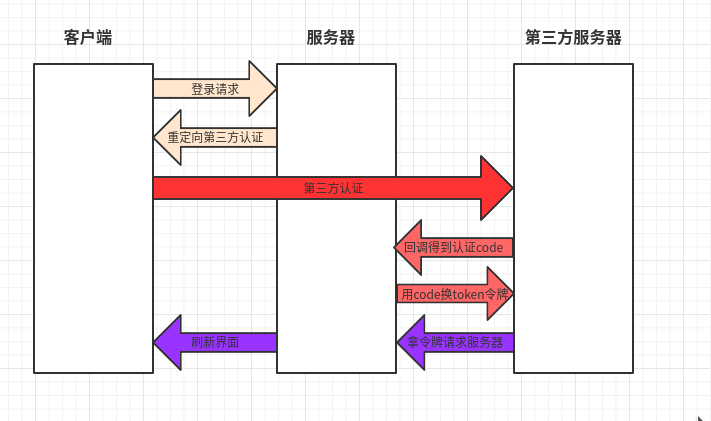 客户端
服务器
第三方服务器
登录请求
重定向第三方认证
第三方认证
回调得到认证code
用code换token令牌
刷新界面
拿令牌请求服务器